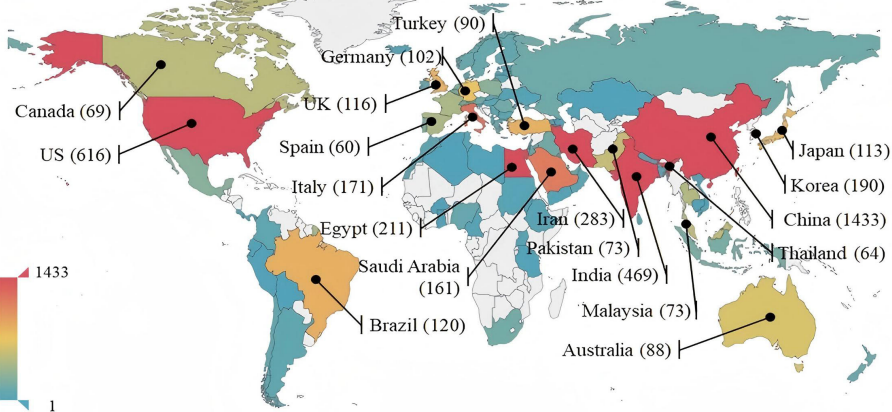 Turkey (90)
Germany (102)
Canada (69)
UK (116)
US (616)
Spain (60)
Japan (113)
Italy (171)
Korea (190)
Egypt (211)
Iran (283)
China (1433)
Pakistan (73)
Thailand (64)
Saudi Arabia
(161)
India (469)
1433
Malaysia (73)
Brazil (120)
Australia (88)
1